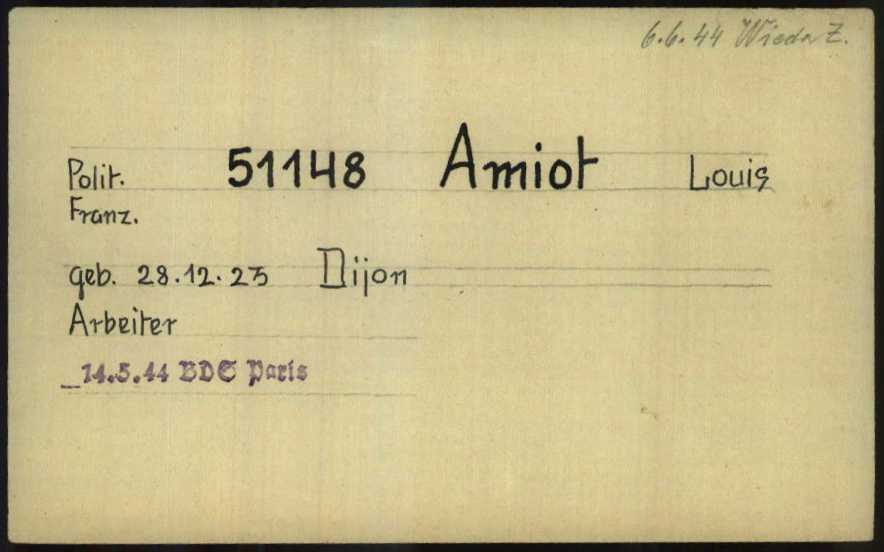 6.6.44 Wieda Z.
Polit. 51148 Amiot Louis
Franz.
geb. 28.12.23 Dijon
Arbeiter
14.5.44 BDS Paris